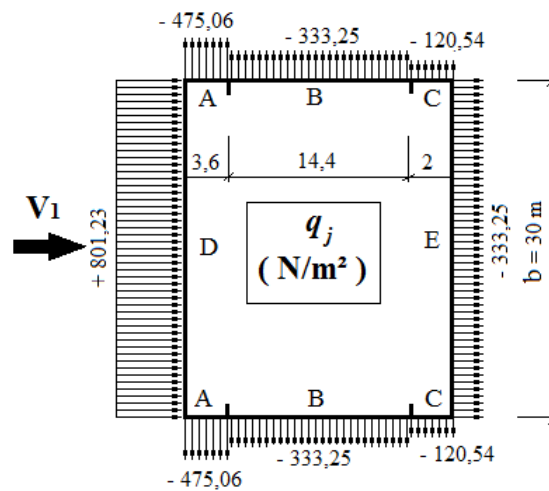 - 475,06
- 333,25
- 120,54
A
B
C
3,6
14,4
2
V1
+ 801,23
D
q_j
( N/m² )
E
- 333,25
b = 30 m
A
B
C
- 475,06
- 333,25
- 120,54